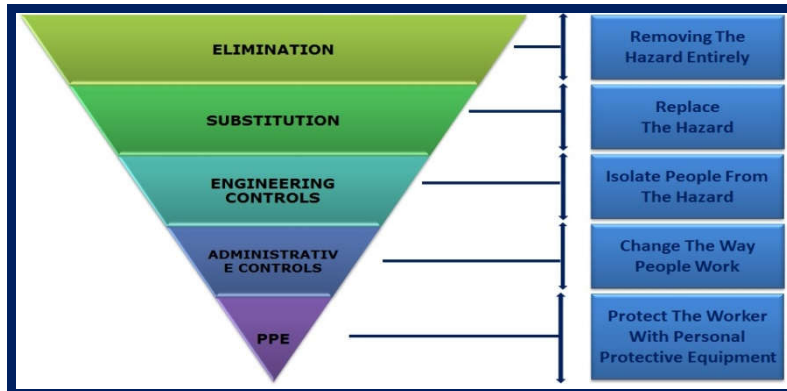 ELIMINATION
Removing The
Hazard Entirely
SUBSTITUTION
Replace
The Hazard
ENGINEERING
CONTROLS
Isolate People From
The Hazard
ADMINISTRATIV
E CONTROLS
Change The Way
People Work
PPE
Protect The Worker
With Personal
Protective Equipment